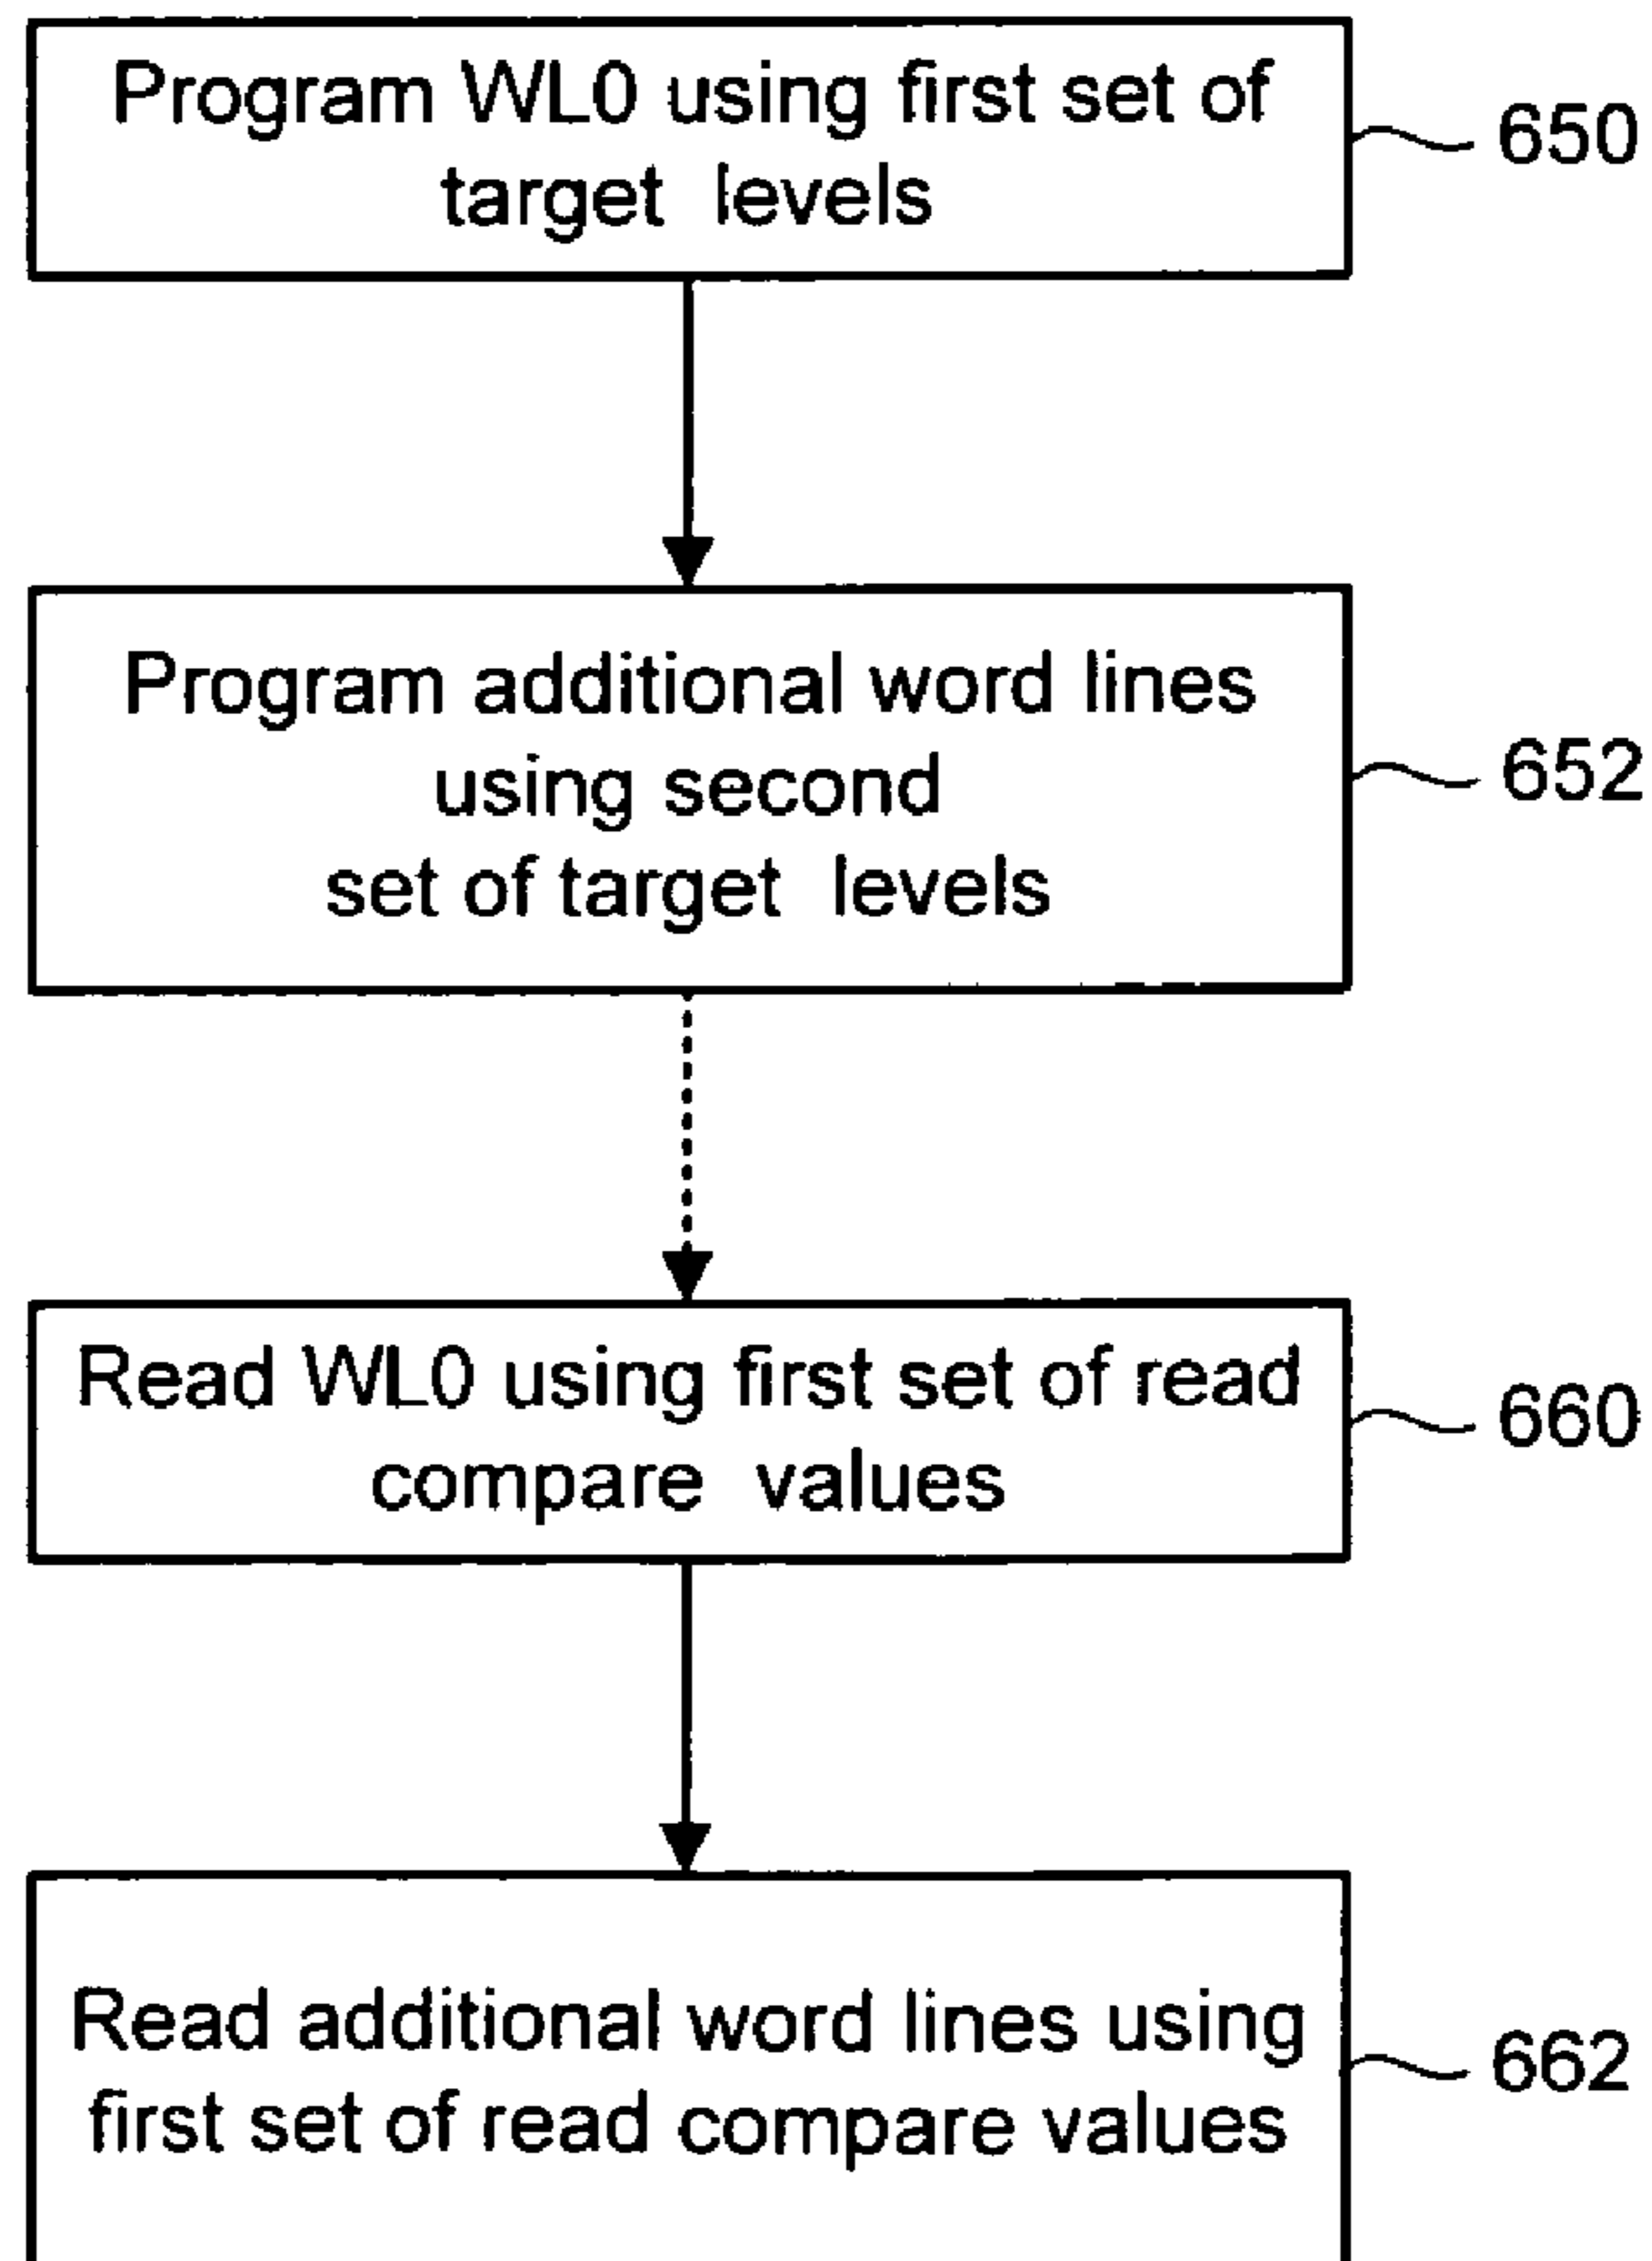 Program WL0 using first set of
target levels
650
Program additional word lines
using second
set of target levels
652
Read WL0 using first set of read
compare values
660
Read additional word lines using
first set of read compare values
662